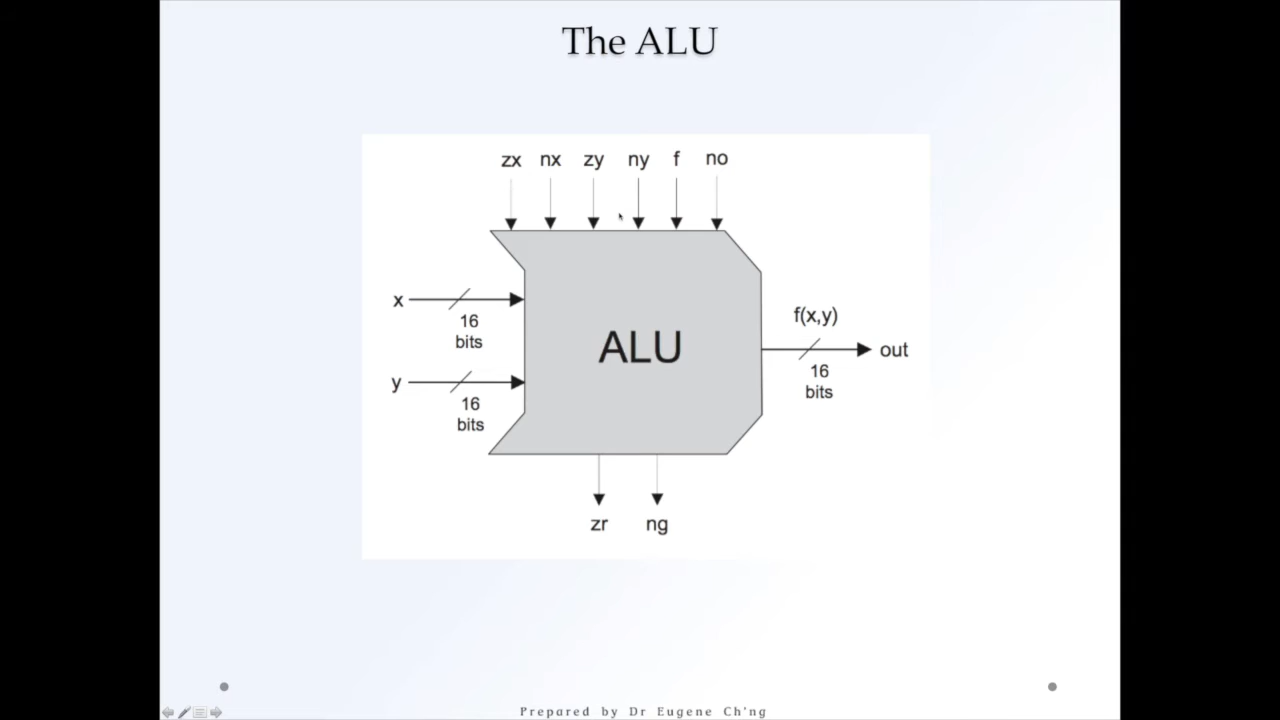 The ALU
zx nx zy ny f no
x
16
bits
y
16
bits
ALU
f(x,y)
out
16
bits
zr ng
Prepared by Dr Eugene Ch'ng